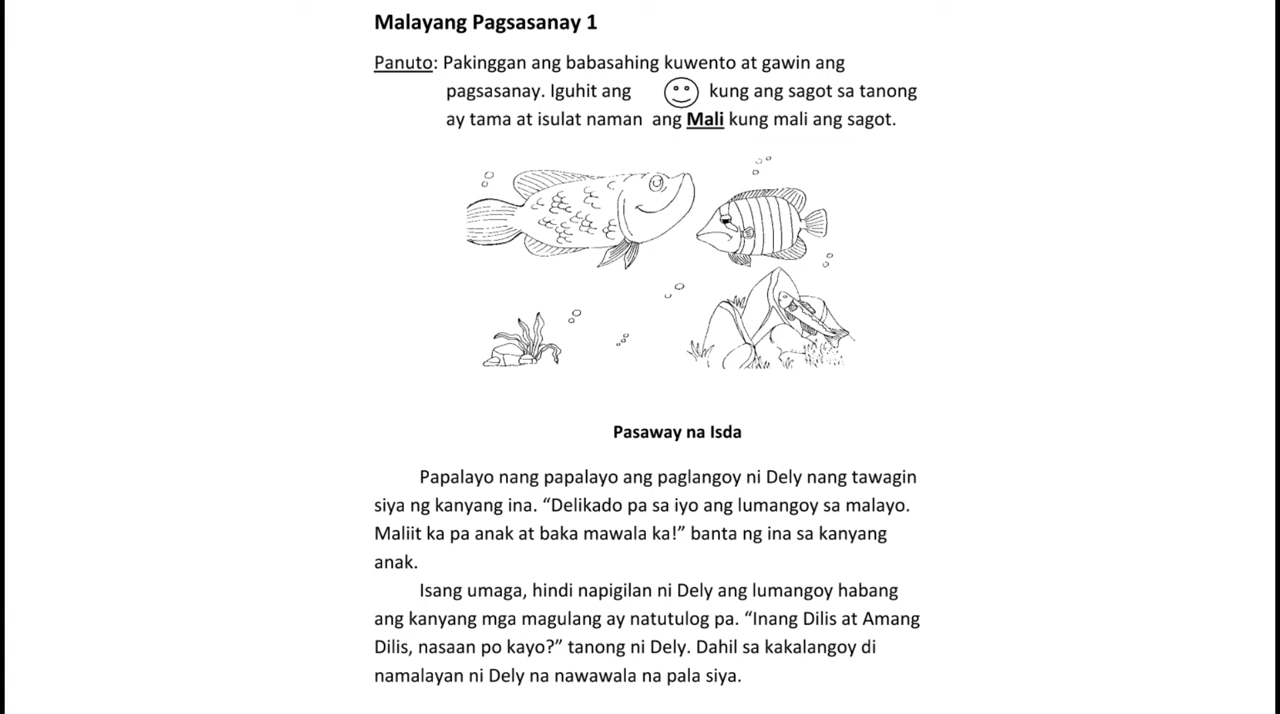 Malayang Pagsasanay 1
Panuto: Pakinggan ang babasahing kuwento at gawin ang
pagsasanay. Iguhit ang kung ang sagot sa tanong
ay tama at isulat naman ang Mali kung mali ang sagot.
Pasaway na Isda
Papalayo nang papalayo ang paglangoy ni Dely nang tawagin
siya ng kanyang ina. “Delikado pa sa iyo ang lumangoy sa malayo.
Maliit ka pa anak at baka mawala ka!” banta ng ina sa kanyang
anak.
Isang umaga, hindi napigilan ni Dely ang lumangoy habang
ang kanyang mga magulang ay natutulog pa. “Inang Dilis at Amang
Dilis, nasaan po kayo?” tanong ni Dely. Dahil sa kakalangoy di
namalayan ni Dely na nawawala na pala siya.